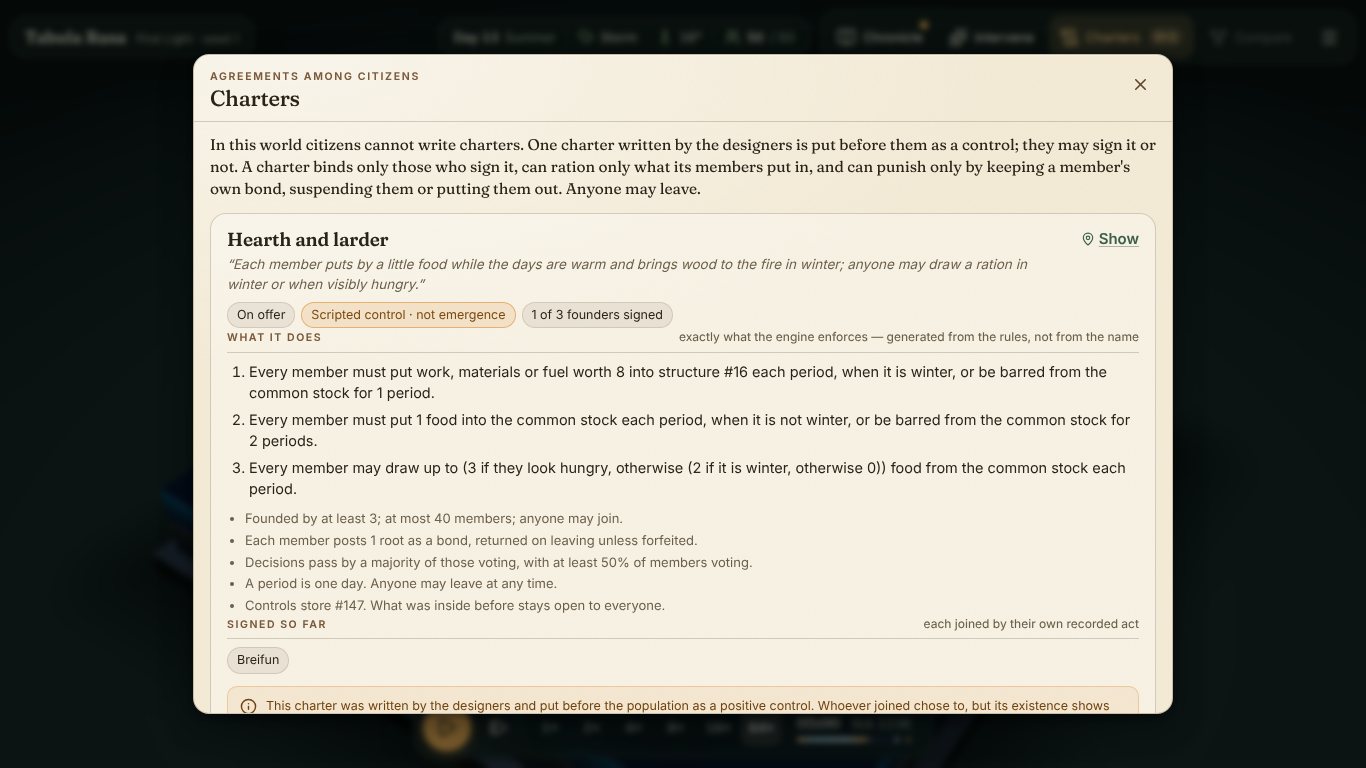 Tabula Rasa
Day 10 Summer
Storm
Chronicle
Intervene
Charters
Compare
AGREEMENTS AMONG CITIZENS
Charters
In this world citizens cannot write charters. One charter written by the designers is put before them as a control; they may sign it or
not. A charter binds only those who sign it, can ration only what its members put in, and can punish only by keeping a member's
own bond, suspending them or putting them out. Anyone may leave.
Hearth and larder
Show
“Each member puts by a little food while the days are warm and brings wood to the fire in winter; anyone may draw a ration in
winter or when visibly hungry.”
On offer
Scripted control · not emergence
1 of 3 founders signed
WHAT IT DOES
exactly what the engine enforces — generated from the rules, not from the name
1. Every member must put work, materials or fuel worth 8 into structure #16 each period, when it is winter, or be barred from the
common stock for 1 period.
2. Every member must put 1 food into the common stock each period, when it is not winter, or be barred from the common stock for
2 periods.
3. Every member may draw up to (3 if they look hungry, otherwise (2 if it is winter, otherwise 0)) food from the common stock each
period.
• Founded by at least 3; at most 40 members; anyone may join.
• Each member posts 1 root as a bond, returned on leaving unless forfeited.
• Decisions pass by a majority of those voting, with at least 50% of members voting.
• A period is one day. Anyone may leave at any time.
• Controls store #147. What was inside before stays open to everyone.
SIGNED SO FAR
each joined by their own recorded act
Breifun
This charter was written by the designers and put before the population as a positive control. Whoever joined chose to, but its existence shows